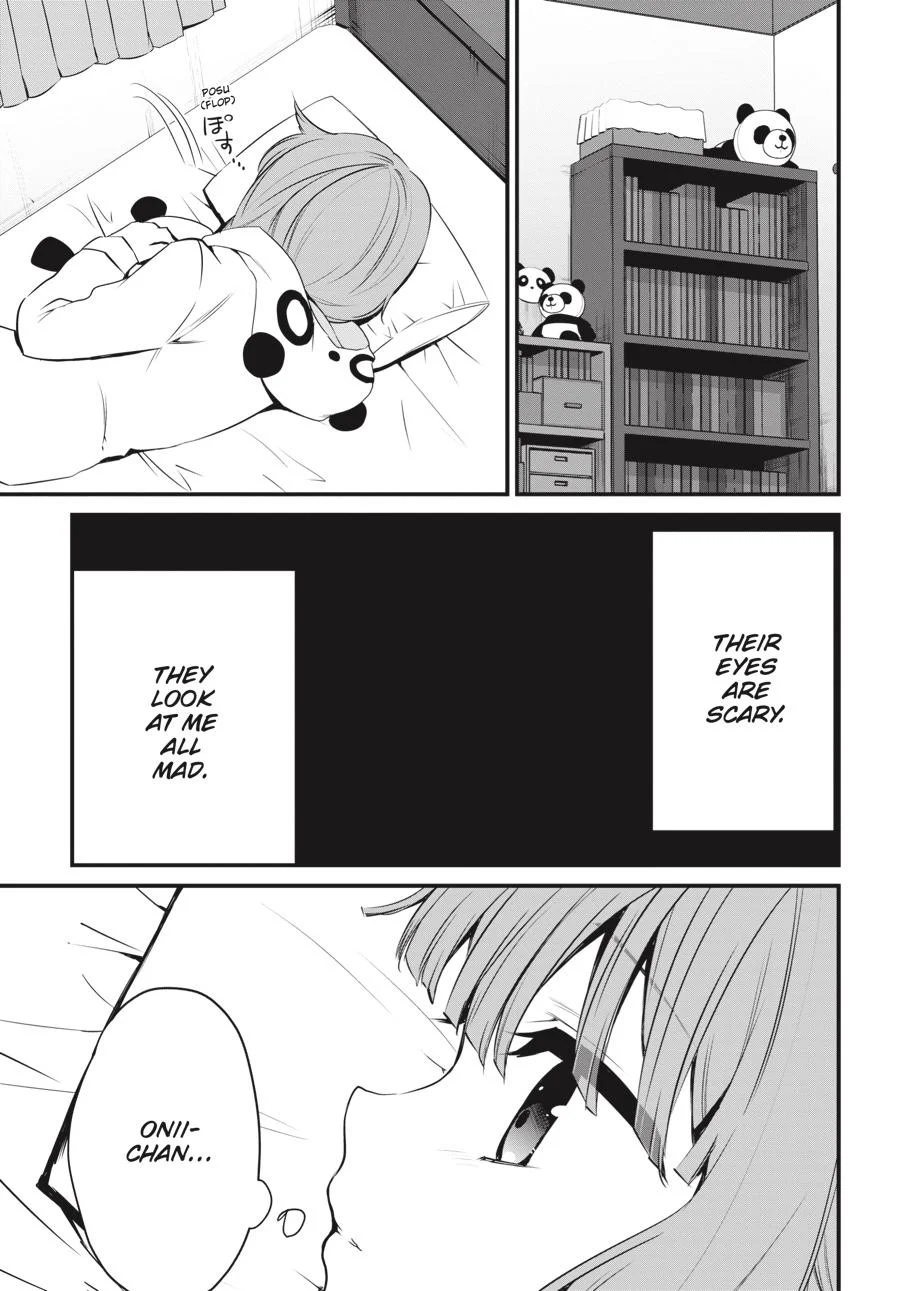 POSU
(FLOP)
ぽす…
THEIR
EYES
ARE
SCARY.
THEY
LOOK
AT ME
ALL
MAD.
ONII-
CHAN...